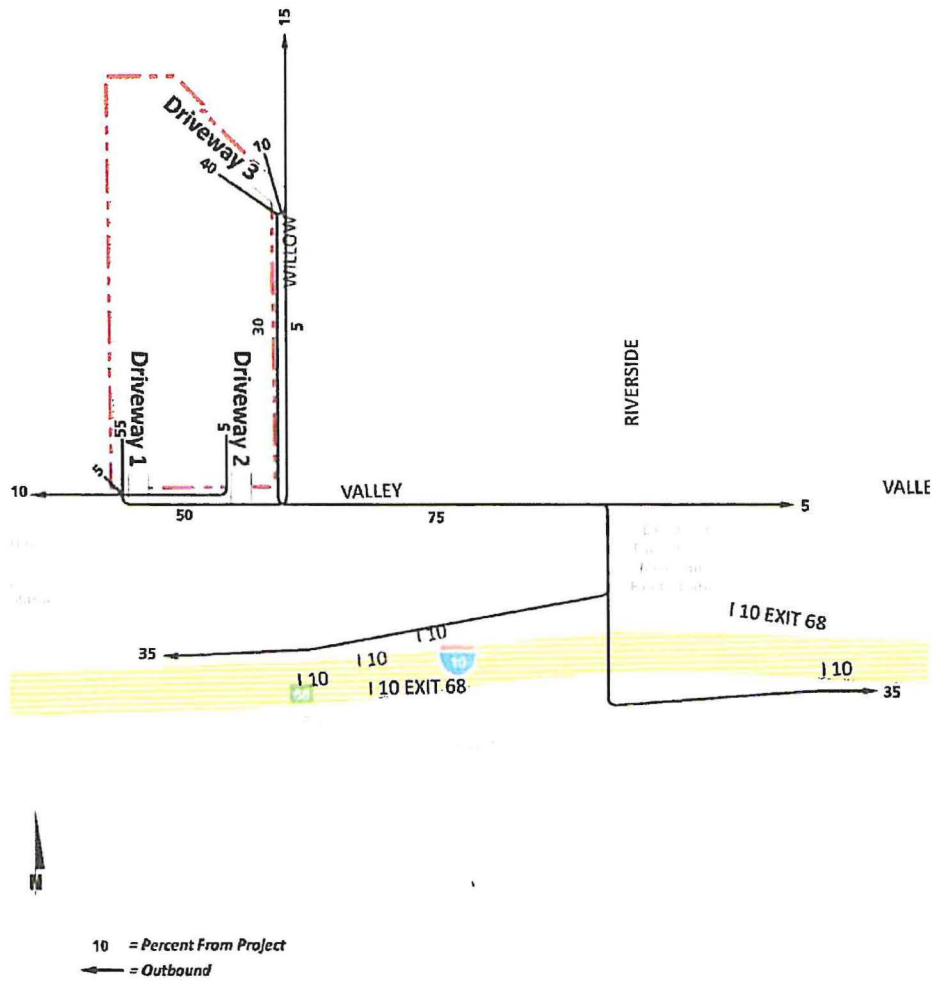 15
Driveway 3
10
40
WILLOW
30
5
RIVERSIDE
Driveway 1
Driveway 2
55
5
5
10
VALLEY
VALLE
50
75
5
I 10 EXIT 68
35
I 10
I 10
10
I 10
I 10
I 10 EXIT 68
35
N
10 = Percent From Project
= Outbound